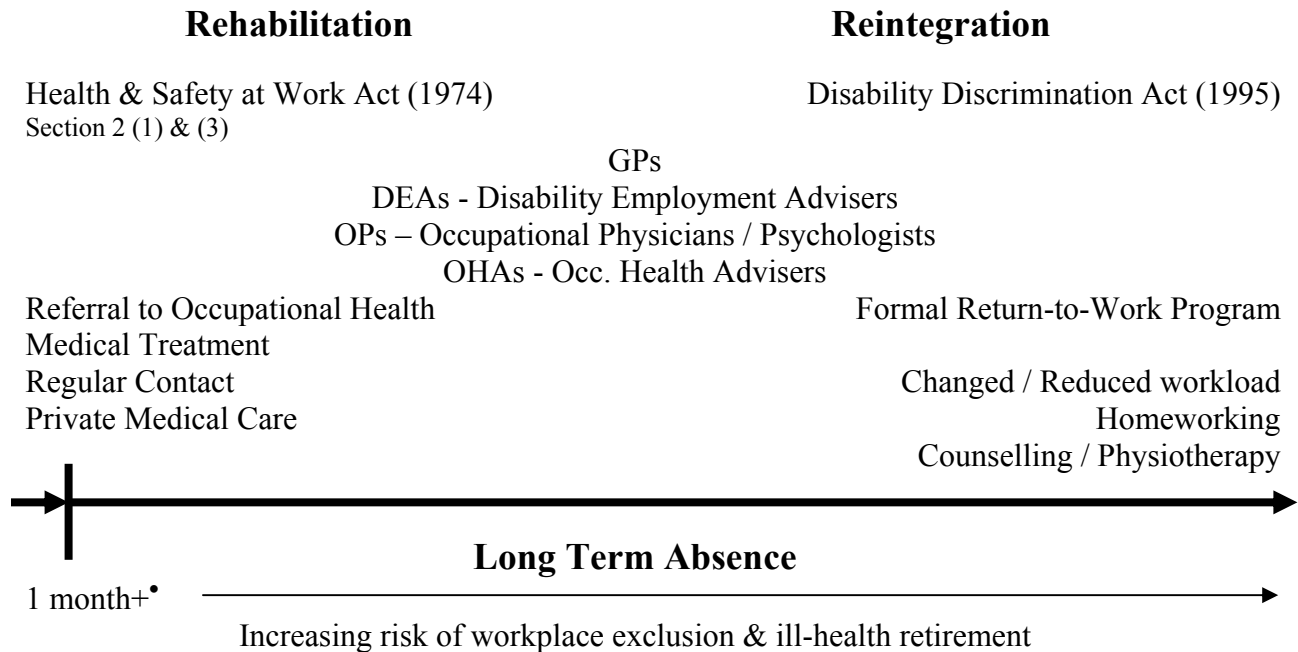 Rehabilitation Reintegration
Health & Safety at Work Act (1974) Disability Discrimination Act (1995)
Section 2 (1) & (3)
GPs
DEAs - Disability Employment Advisers
OPs – Occupational Physicians / Psychologists
OHAs - Occ. Health Advisers
Referral to Occupational Health Formal Return-to-Work Program
Medical Treatment
Regular Contact Changed / Reduced workload
Private Medical Care Homeworking
Counselling / Physiotherapy
Long Term Absence
1 month+•
Increasing risk of workplace exclusion & ill-health retirement